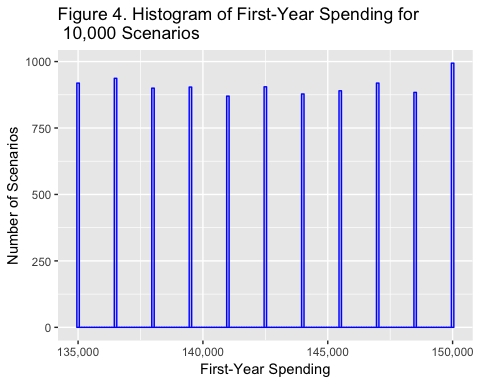 Figure 4. Histogram of First-Year Spending for
10,000 Scenarios
1000
750
500
250
0
Number of Scenarios
135,000 140,000 145,000 150,000
First-Year Spending